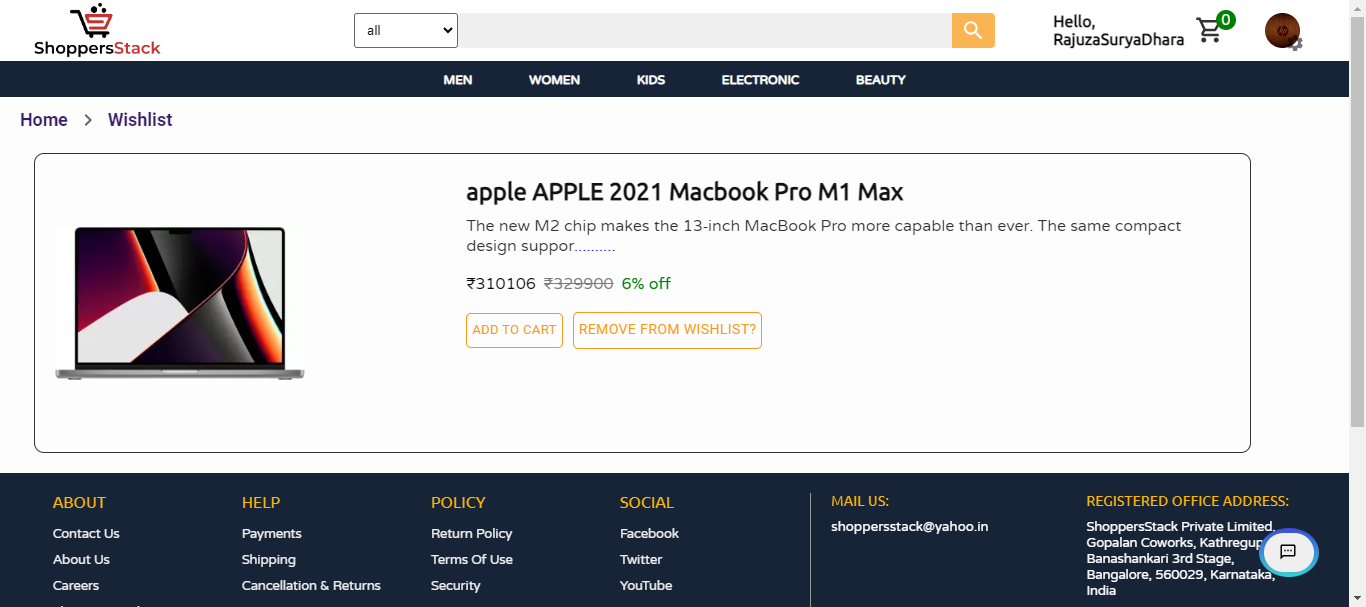 ShoppersStack
all
Hello,
RajuzaSuryaDhara
0
MEN WOMEN KIDS ELECTRONIC BEAUTY
Home > Wishlist
apple APPLE 2021 Macbook Pro M1 Max
The new M2 chip makes the 13-inch MacBook Pro more capable than ever. The same compact
design suppor..........
₹310106 ₹329900 6% off
ADD TO CART REMOVE FROM WISHLIST?
ABOUT
Contact Us
About Us
Careers
HELP
Payments
Shipping
Cancellation & Returns
POLICY
Return Policy
Terms Of Use
Security
SOCIAL
Facebook
Twitter
YouTube
MAIL US:
shoppersstack@yahoo.in
REGISTERED OFFICE ADDRESS:
ShoppersStack Private Limited,
Gopalan Coworks,
Banashankari 3rd Stage,
Bangalore, 560029, Karnataka,
India